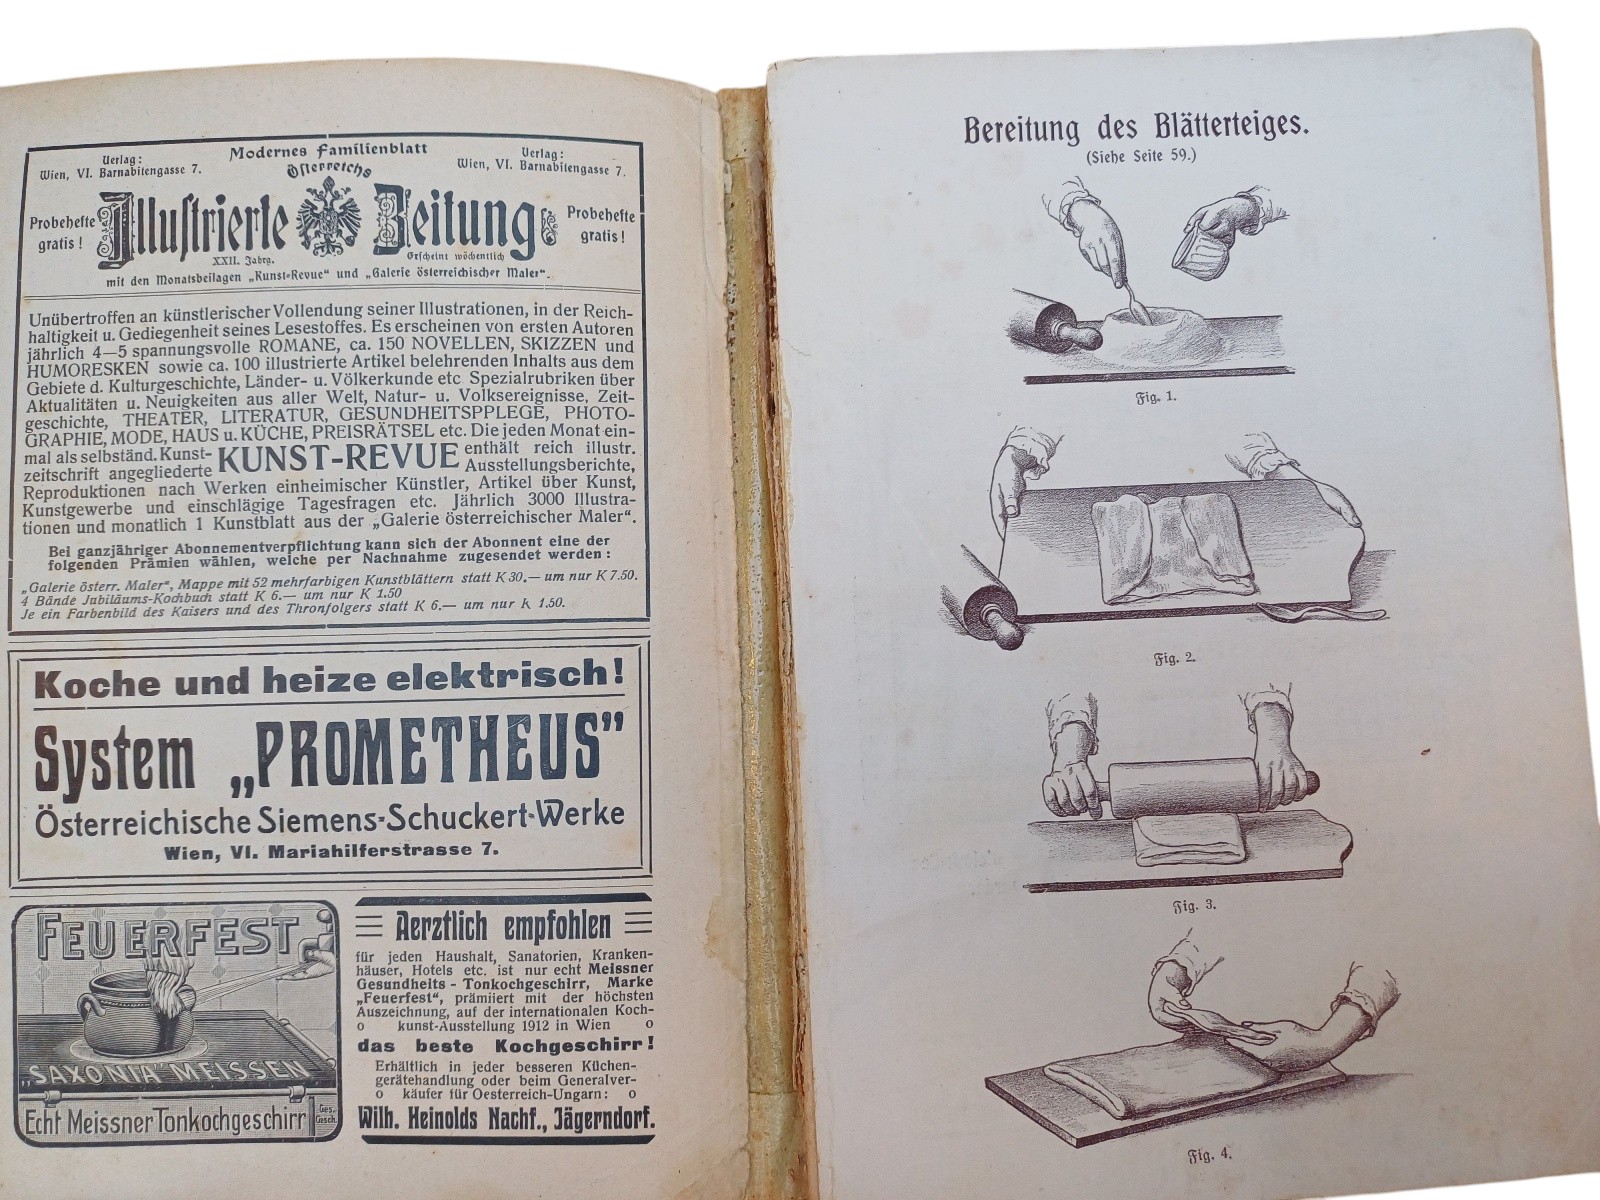 Modernes Familienblatt
Verlag:
Wien, VI. Barnabitengasse 7.
Verlag:
Wien, VI. Barnabitengasse 7.
Österreichs
Probehefte
gratis!
Illustrierte Zeitung
Probehefte
gratis!
XXII. Jahrg.
Erscheint wöchentlich
mit den Monatsbeilagen „Kunst-Revue“ und „Galerie österreichischer Maler“.
Unübertroffen an künstlerischer Vollendung seiner Illustrationen, in der Reich-
haltigkeit u. Gediegenheit seines Lesestoffes. Es erscheinen von ersten Autoren
jährlich 4—5 spannungsvolle ROMANE, ca. 150 NOVELLEN, SKIZZEN und
HUMORESKEN sowie ca. 100 illustrierte Artikel belehrenden Inhalts aus dem
Gebiete d. Kulturgeschichte, Länder- u. Völkerkunde etc Spezialrubriken über
Aktualitäten u. Neuigkeiten aus aller Welt, Natur- u. Volksereignisse, Zeit-
geschichte, THEATER, LITERATUR, GESUNDHEITSPPLEGE, PHOTO-
GRAPHIE, MODE, HAUS u. KÜCHE, PREISRÄTSEL etc. Die jeden Monat ein-
mal als selbständ. Kunst-
zeitschrift angegliederte KUNST-REVUE enthält reich illustr.
Ausstellungsberichte,
Reproduktionen nach Werken einheimischer Künstler, Artikel über Kunst,
Kunstgewerbe und einschlägige Tagesfragen etc. Jährlich 3000 Illustra-
tionen und monatlich 1 Kunstblatt aus der „Galerie österreichischer Maler“.
Bei ganzjähriger Abonnementverpflichtung kann sich der Abonnent eine der
folgenden Prämien wählen, welche per Nachnahme zugesendet werden:
„Galerie österr. Maler“, Mappe mit 52 mehrfarbigen Kunstblättern statt K 30.— um nur K 7.50.
4 Bände Jubiläums-Kochbuch statt K 6.— um nur K 1.50
Je ein Farbenbild des Kaisers und des Thronfolgers statt K 6.— um nur K 1.50.
Koche und heize elektrisch!
System „PROMETHEUS“
Österreichische Siemens-Schuckert-Werke
Wien, VI. Mariahilferstrasse 7.
FEUERFEST
„SAXONIA“ MEISSEN
Echt Meissner Tonkochgeschirr
Ges.
Gesch.
Aerztlich empfohlen
für jeden Haushalt, Sanatorien, Kranken-
häuser, Hotels etc. ist nur echt Meissner
Gesundheits-Tonkochgeschirr, Marke
„Feuerfest“, prämiiert mit der höchsten
Auszeichnung, auf der internationalen Koch-
o kunst-Ausstellung 1912 in Wien o
das beste Kochgeschirr!
Erhältlich in jeder besseren Küchen-
gerätehandlung oder beim Generalver-
o käufer für Oesterreich-Ungarn: o
Wilh. Heinolds Nachf., Jägerndorf.
Bereitung des Blätterteiges.
(Siehe Seite 59.)
Fig. 1.
Fig. 2.
Fig. 3.
Fig. 4.